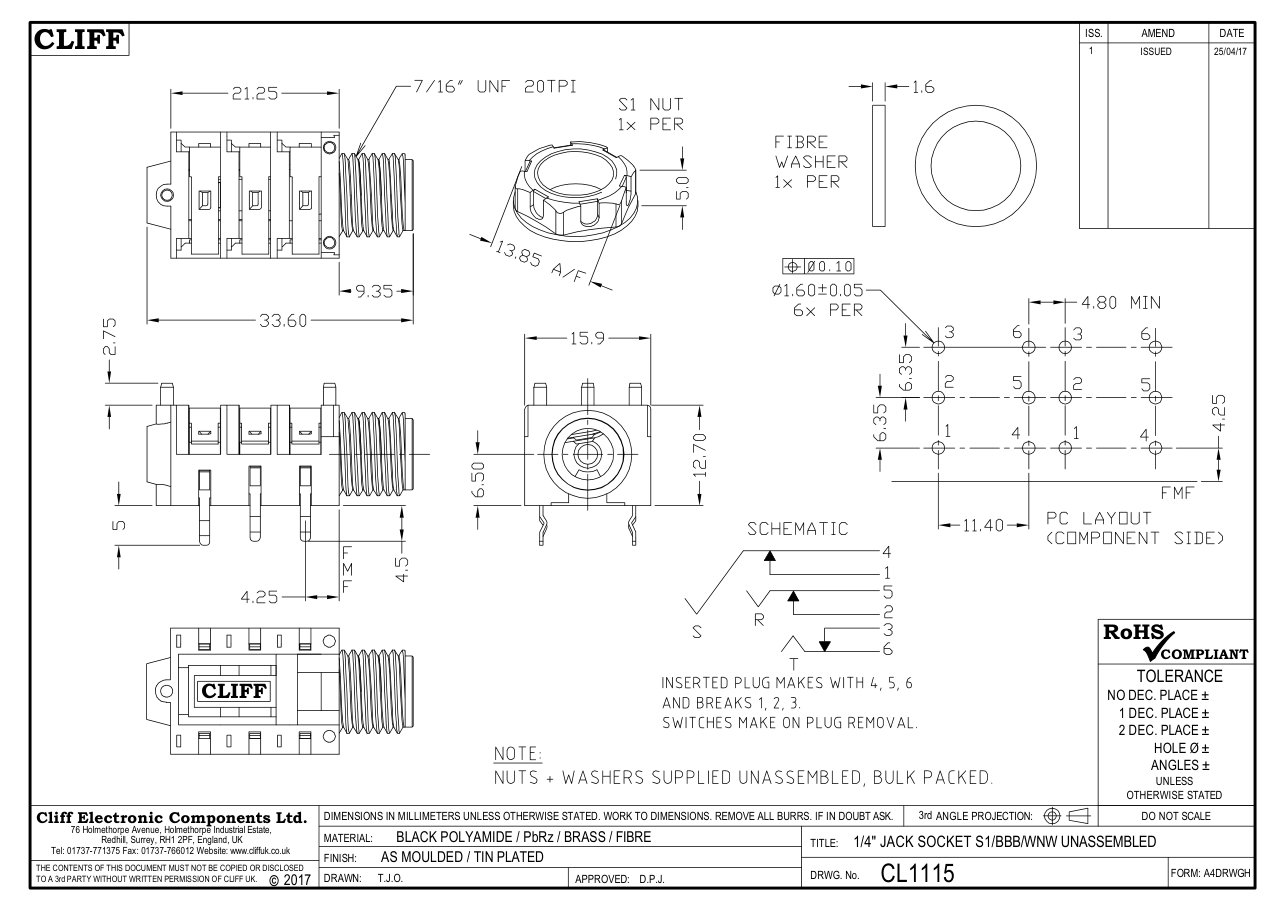 CLIFF
ISS. AMEND DATE
1 ISSUED 25/04/17
21.25
7/16″ UNF 20TPI
S1 NUT
1x PER
5.0
13.85 A/F
1.6
FIBRE
WASHER
1x PER
9.35
33.60
⌖ Ø0.10
Ø1.60±0.05
6x PER
4.80 MIN
3 6 3 6
2 5 2 5
1 4 1 4
6.35
6.35
4.25
FMF
11.40
PC LAYOUT
(COMPONENT SIDE)
2.75
5
4.5
FMF
4.25
15.9
6.50
12.70
SCHEMATIC
4
1
5
2
3
6
S
R
T
INSERTED PLUG MAKES WITH 4, 5, 6
AND BREAKS 1, 2, 3.
SWITCHES MAKE ON PLUG REMOVAL.
CLIFF
NOTE:
NUTS + WASHERS SUPPLIED UNASSEMBLED, BULK PACKED.
RoHS
COMPLIANT
TOLERANCE
NO DEC. PLACE ±
1 DEC. PLACE ±
2 DEC. PLACE ±
HOLE Ø ±
ANGLES ±
UNLESS
OTHERWISE STATED
DO NOT SCALE
Cliff Electronic Components Ltd.
76 Holmethorpe Avenue, Holmethorpe Industrial Estate,
Redhill, Surrey, RH1 2PF, England, UK
Tel: 01737-771375 Fax: 01737-766012 Website: www.cliffuk.co.uk
THE CONTENTS OF THIS DOCUMENT MUST NOT BE COPIED OR DISCLOSED
TO A 3rd PARTY WITHOUT WRITTEN PERMISSION OF CLIFF UK. © 2017
DIMENSIONS IN MILLIMETERS UNLESS OTHERWISE STATED. WORK TO DIMENSIONS. REMOVE ALL BURRS. IF IN DOUBT ASK.
3rd ANGLE PROJECTION:
MATERIAL: BLACK POLYAMIDE / PbRz / BRASS / FIBRE
FINISH: AS MOULDED / TIN PLATED
DRAWN: T.J.O.
APPROVED: D.P.J.
TITLE: 1/4" JACK SOCKET S1/BBB/WNW UNASSEMBLED
DRWG. No. CL1115
FORM: A4DRWGH